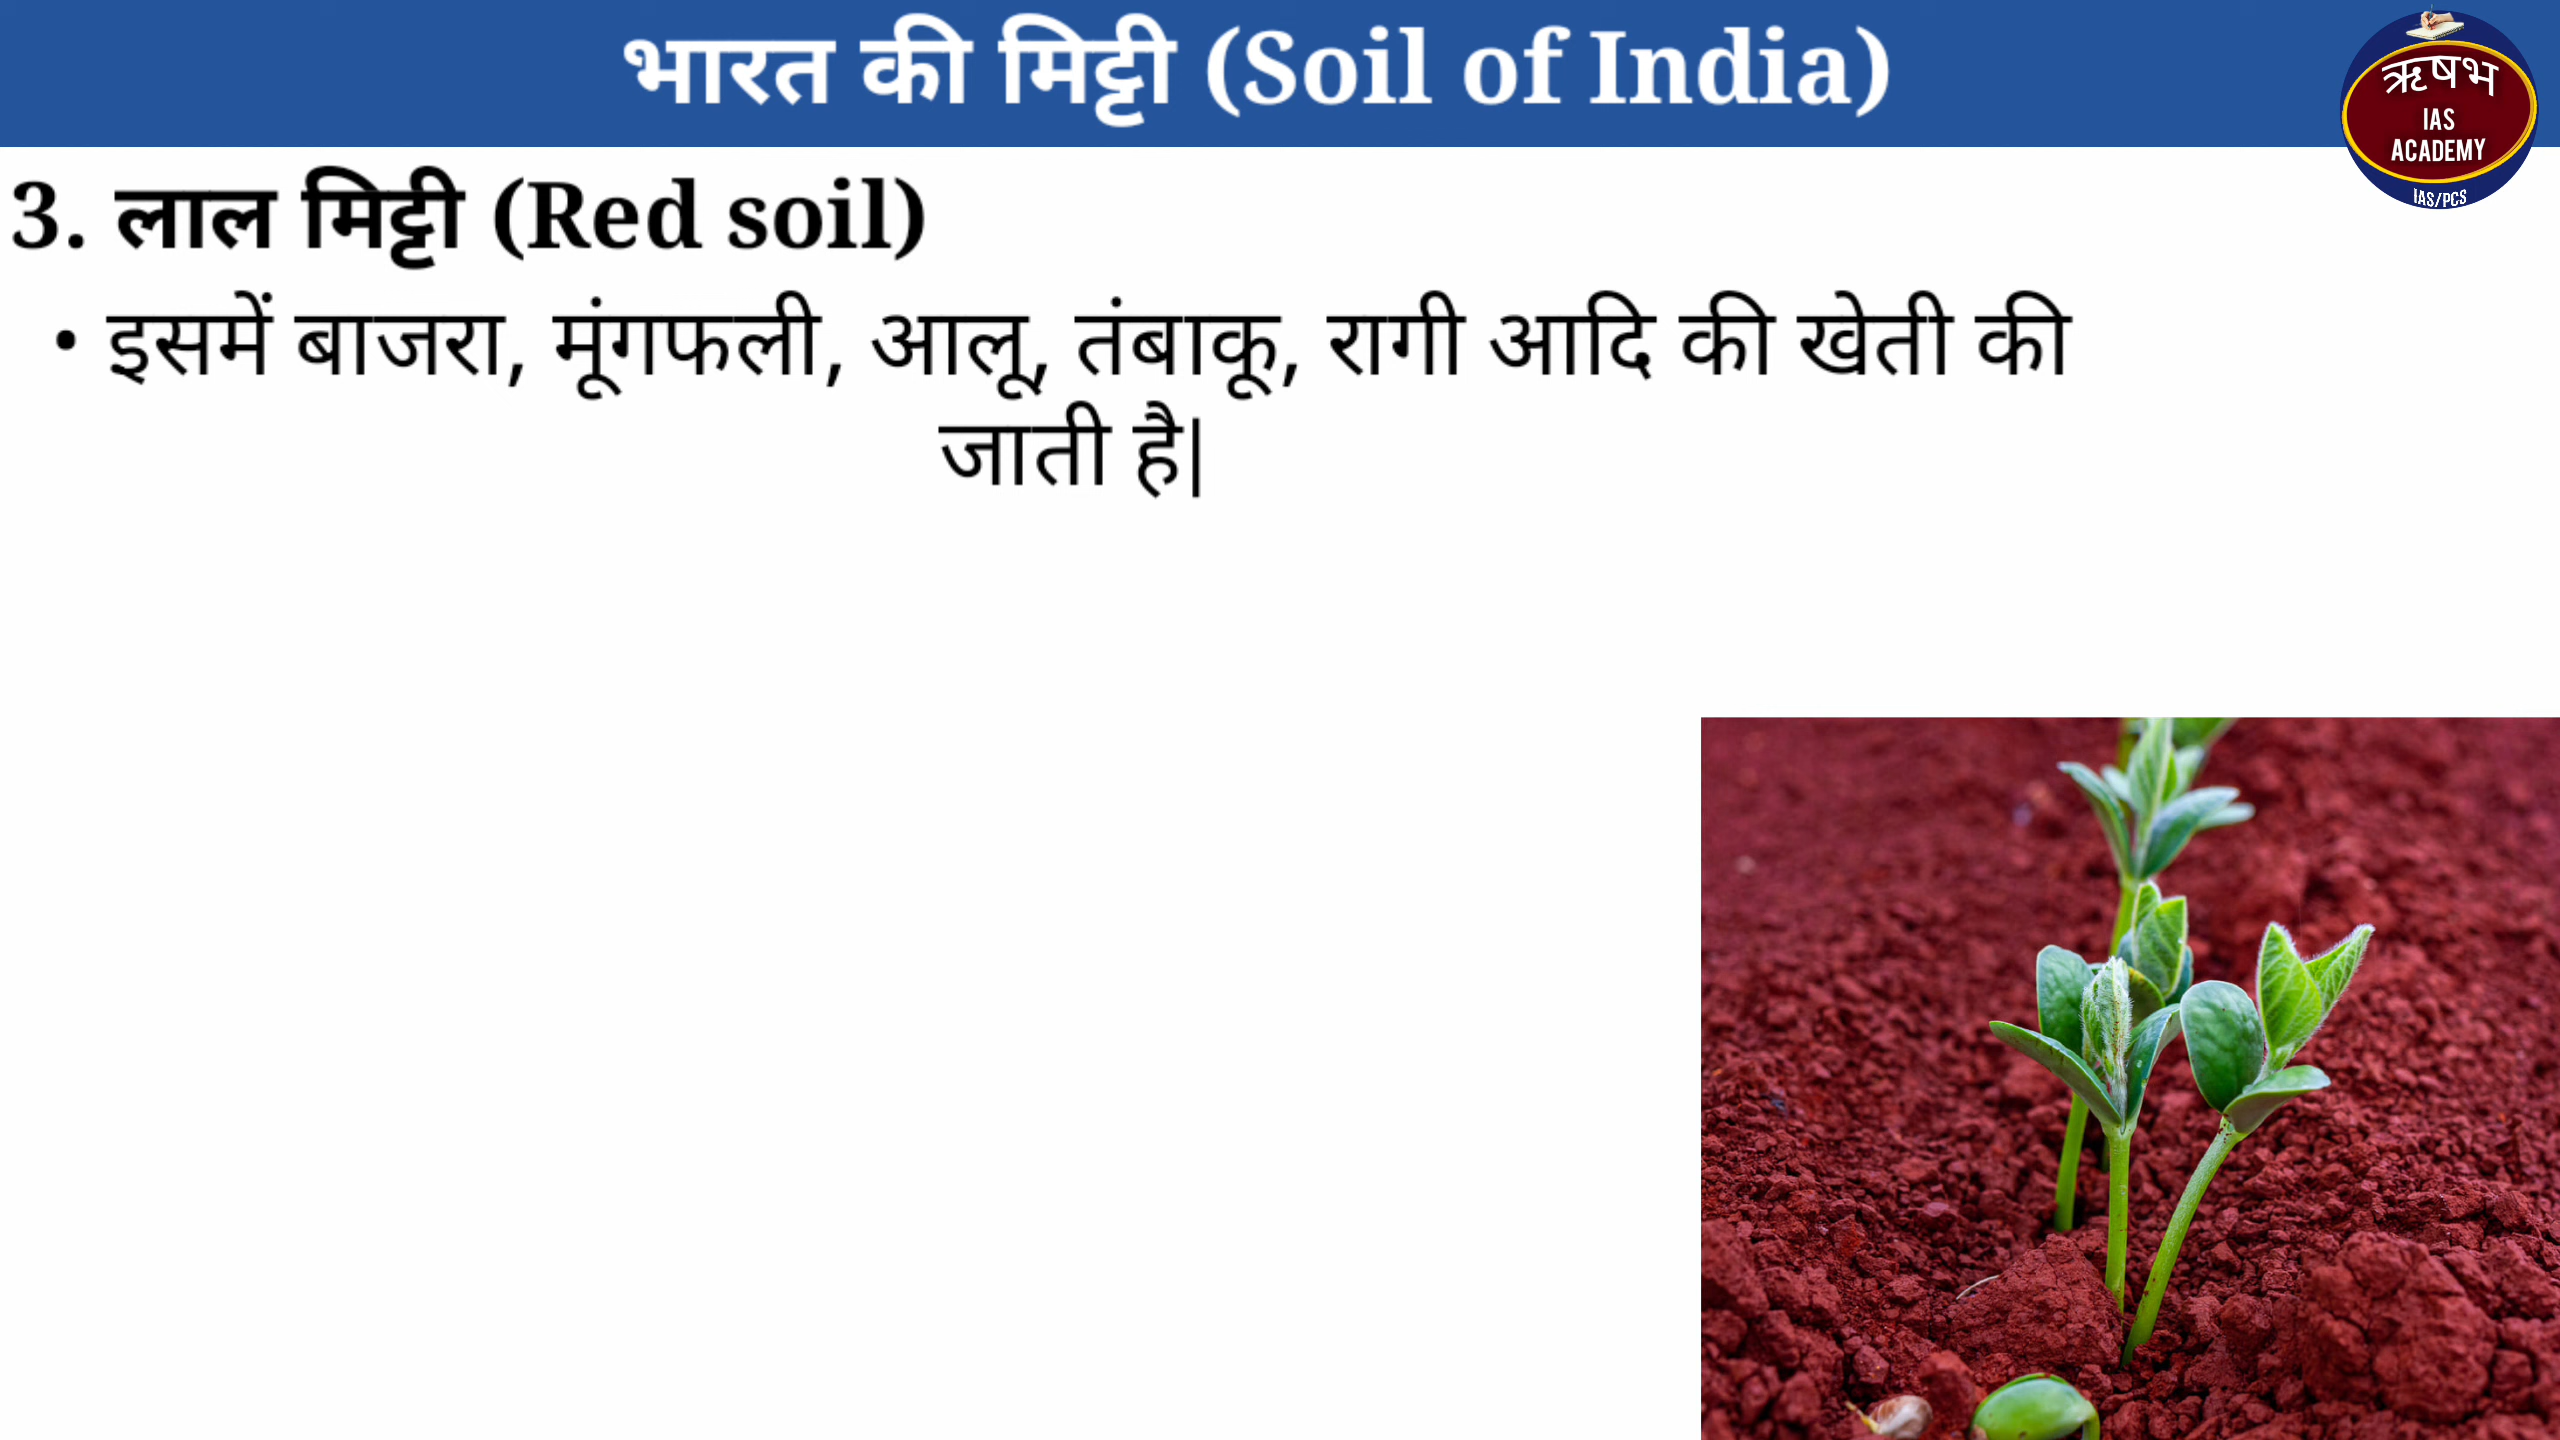 भारत की मिट्टी (Soil of India)
ऋषभ
IAS
ACADEMY
IAS/PCS
3. लाल मिट्टी (Red soil)
• इसमें बाजरा, मूंगफली, आलू, तंबाकू, रागी आदि की खेती की
जाती है|